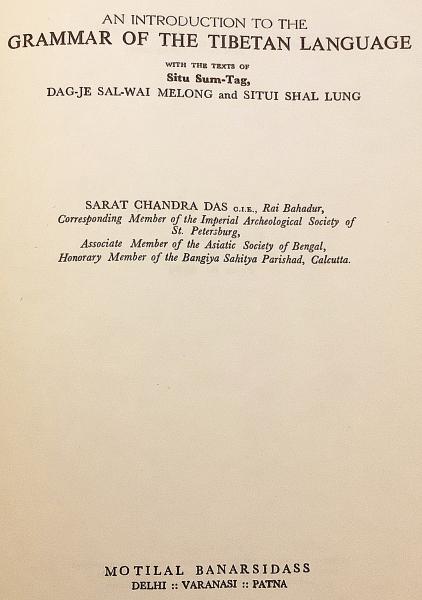 AN INTRODUCTION TO THE
GRAMMAR OF THE TIBETAN LANGUAGE
WITH THE TEXTS OF
Situ Sum-Tag,
DAG-JE SAL-WAI MELONG and SITUI SHAL LUNG
SARAT CHANDRA DAS C.I.E., Rai Bahadur,
Corresponding Member of the Imperial Archeological Society of
St. Petersburg,
Associate Member of the Asiatic Society of Bengal,
Honorary Member of the Bangiya Sahitya Parishad, Calcutta.
MOTILAL BANARSIDASS
DELHI :: VARANASI :: PATNA